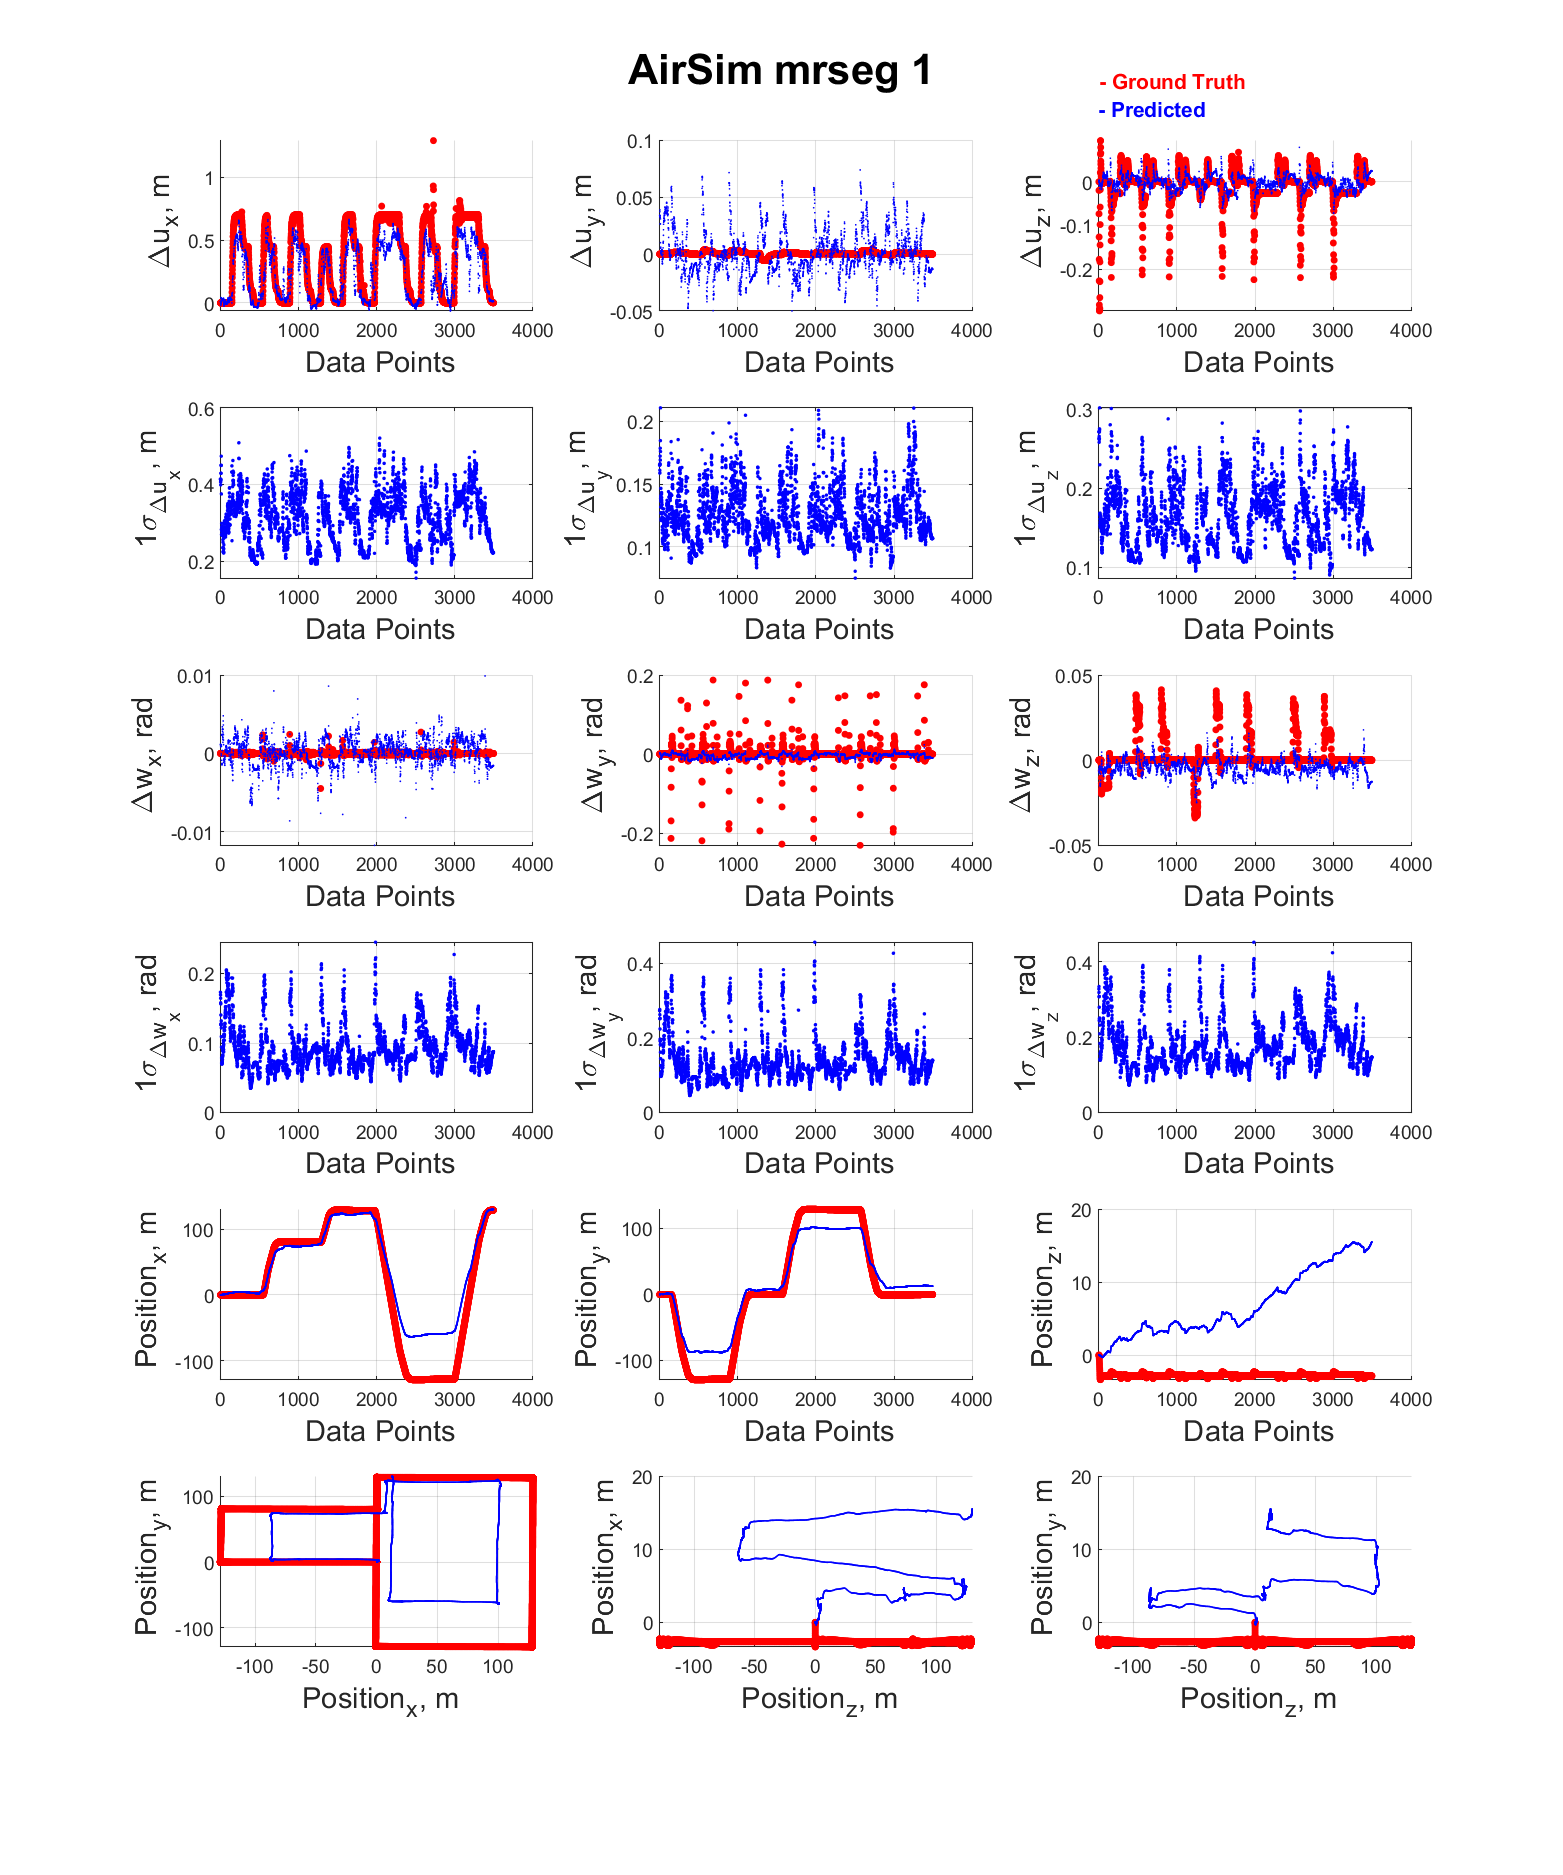 AirSim mrseg 1
- Ground Truth
- Predicted
Δu_x, m
1
0.5
0
0 1000 2000 3000 4000
Data Points
Δu_y, m
0.1
0.05
0
-0.05
0 1000 2000 3000 4000
Data Points
Δu_z, m
0
-0.1
-0.2
0 1000 2000 3000 4000
Data Points
1σ_Δu_x, m
0.6
0.4
0.2
0 1000 2000 3000 4000
Data Points
1σ_Δu_y, m
0.2
0.15
0.1
0 1000 2000 3000 4000
Data Points
1σ_Δu_z, m
0.3
0.2
0.1
0 1000 2000 3000 4000
Data Points
Δw_x, rad
0.01
0
-0.01
0 1000 2000 3000 4000
Data Points
Δw_y, rad
0.2
0
-0.2
0 1000 2000 3000 4000
Data Points
Δw_z, rad
0.05
0
-0.05
0 1000 2000 3000 4000
Data Points
1σ_Δw_x, rad
0.2
0.1
0
0 1000 2000 3000 4000
Data Points
1σ_Δw_y, rad
0.4
0.2
0
0 1000 2000 3000 4000
Data Points
1σ_Δw_z, rad
0.4
0.2
0
0 1000 2000 3000 4000
Data Points
Position_x, m
100
0
-100
0 1000 2000 3000 4000
Data Points
Position_y, m
100
0
-100
0 1000 2000 3000 4000
Data Points
Position_z, m
20
10
0
0 1000 2000 3000 4000
Data Points
Position_y, m
100
0
-100
-100 -50 0 50 100
Position_x, m
Position_x, m
20
10
0
-100 -50 0 50 100
Position_z, m
Position_y, m
20
10
0
-100 -50 0 50 100
Position_z, m